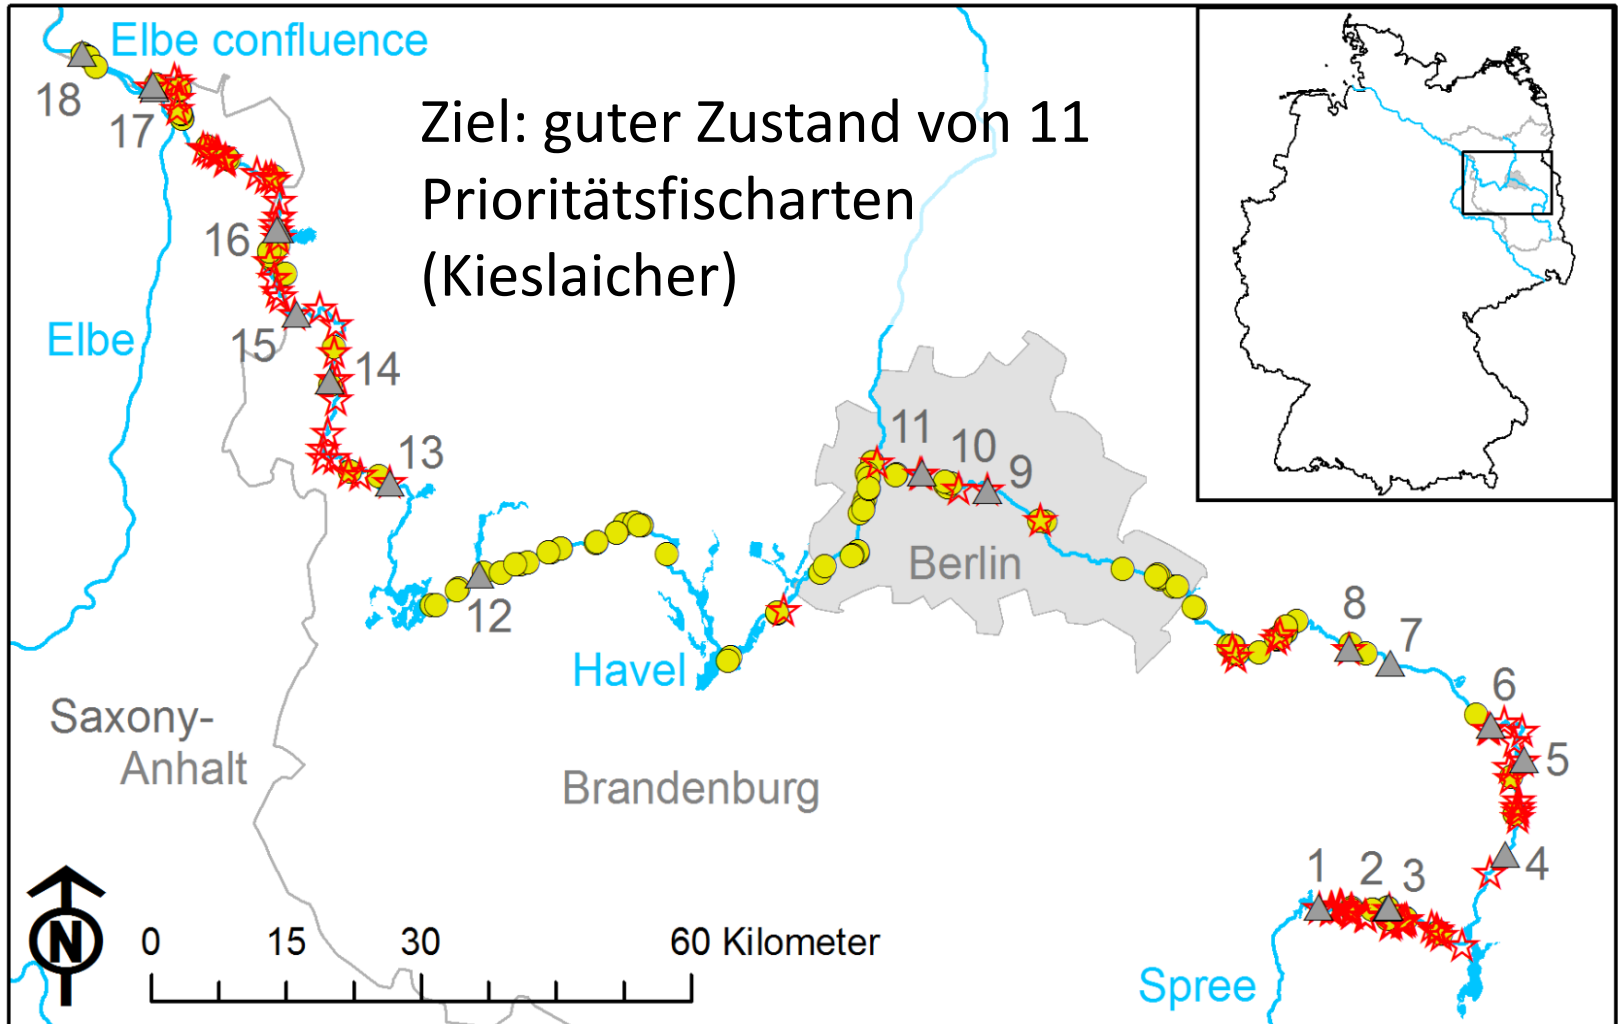 Elbe confluence
18
17
Ziel: guter Zustand von 11
Prioritätsfischarten
(Kieslaicher)
16
Elbe
15
14
13
11
10
9
Berlin
12
Havel
8
7
6
5
Saxony-
Anhalt
Brandenburg
4
1 2 3
N
0 15 30 60 Kilometer
Spree